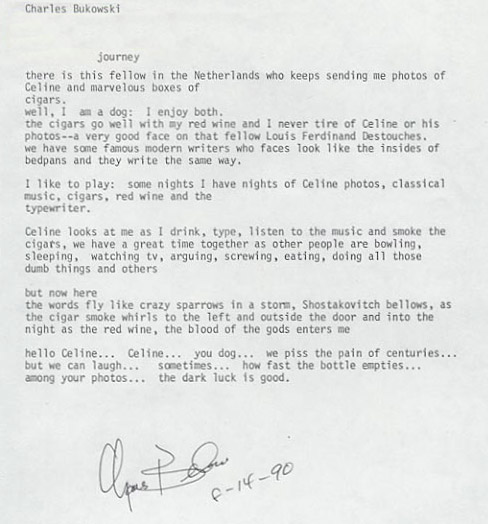 Charles Bukowski
journey
there is this fellow in the Netherlands who keeps sending me photos of
Celine and marvelous boxes of
cigars.
well, I am a dog: I enjoy both.
the cigars go well with my red wine and I never tire of Celine or his
photos--a very good face on that fellow Louis Ferdinand Destouches.
we have some famous modern writers who faces look like the insides of
bedpans and they write the same way.
I like to play: some nights I have nights of Celine photos, classical
music, cigars, red wine and the
typewriter.
Celine looks at me as I drink, type, listen to the music and smoke the
cigars, we have a great time together as other people are bowling,
sleeping, watching tv, arguing, screwing, eating, doing all those
dumb things and others
but now here
the words fly like crazy sparrows in a storm, Shostakovitch bellows, as
the cigar smoke whirls to the left and outside the door and into the
night as the red wine, the blood of the gods enters me
hello Celine... Celine... you dog... we piss the pain of centuries...
but we can laugh... sometimes... how fast the bottle empties...
among your photos... the dark luck is good.
8-14-90